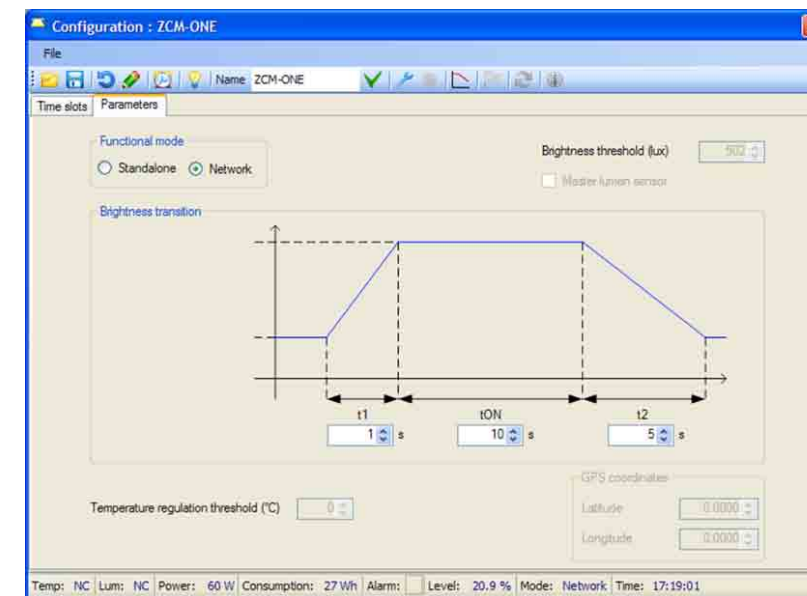 Configuration : ZCM-ONE
File
Name ZCM-ONE
Time slots Parameters
Functional mode
Standalone Network
Brightness threshold (lux) 500
Master lumen sensor
Brightness transition
t1 tON t2
1 s 10 s 5 s
GPS coordinates
Temperature regulation threshold (°C) 0
Latitude 0.0000
Longitude 0.0000
Temp: NC Lum: NC Power: 60 W Consumption: 27 Wh Alarm: Level: 20.9 % Mode: Network Time: 17:19:01